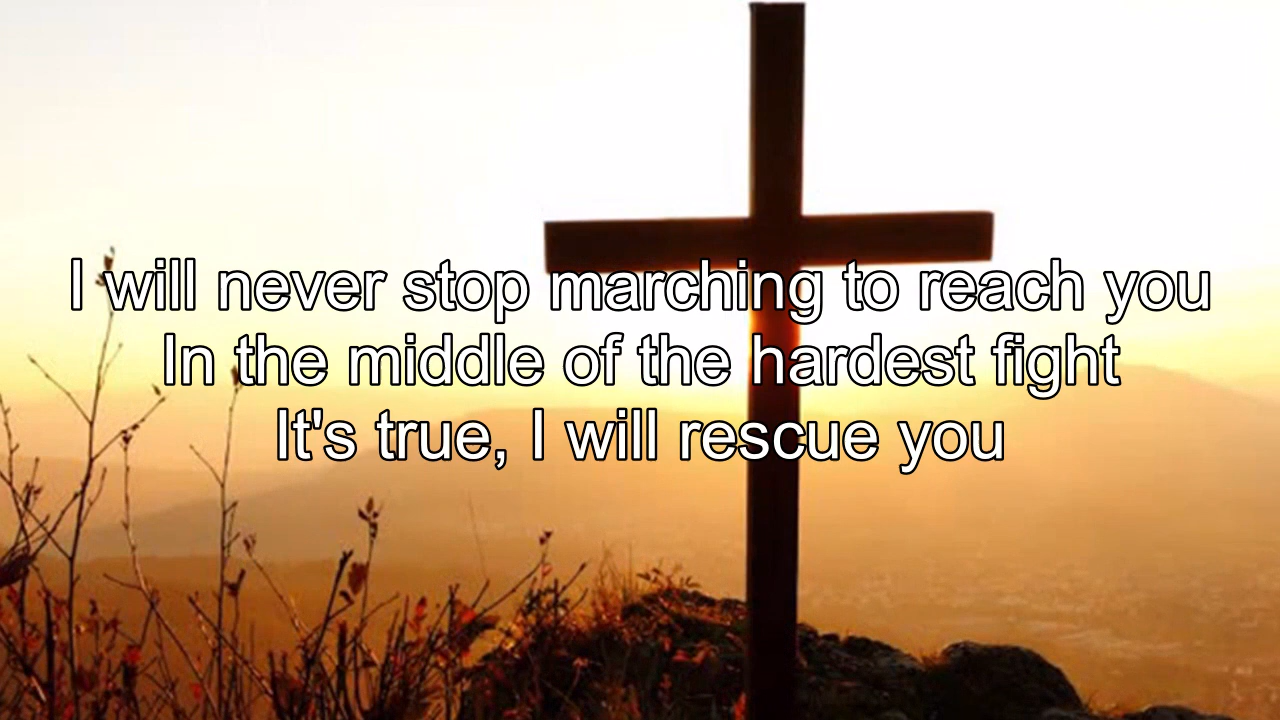 I will never stop marching to reach you
In the middle of the hardest fight
It's true, I will rescue you